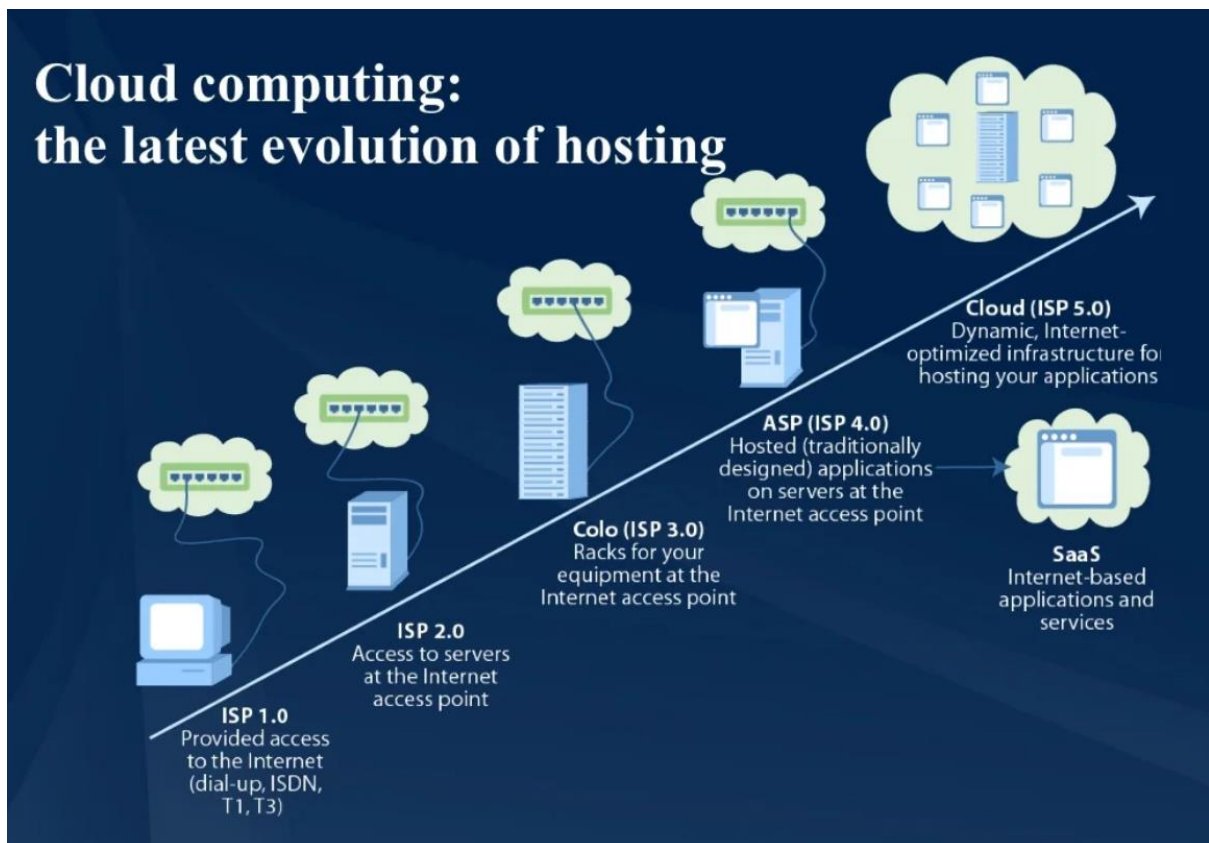 Cloud computing:
the latest evolution of hosting
ISP 1.0
Provided access
to the Internet
(dial-up, ISDN,
T1, T3)
ISP 2.0
Access to servers
at the Internet
access point
Colo (ISP 3.0)
Racks for your
equipment at the
Internet access point
ASP (ISP 4.0)
Hosted (traditionally
designed) applications
on servers at the
Internet access point
Cloud (ISP 5.0)
Dynamic, Internet-
optimized infrastructure for
hosting your applications
SaaS
Internet-based
applications and
services